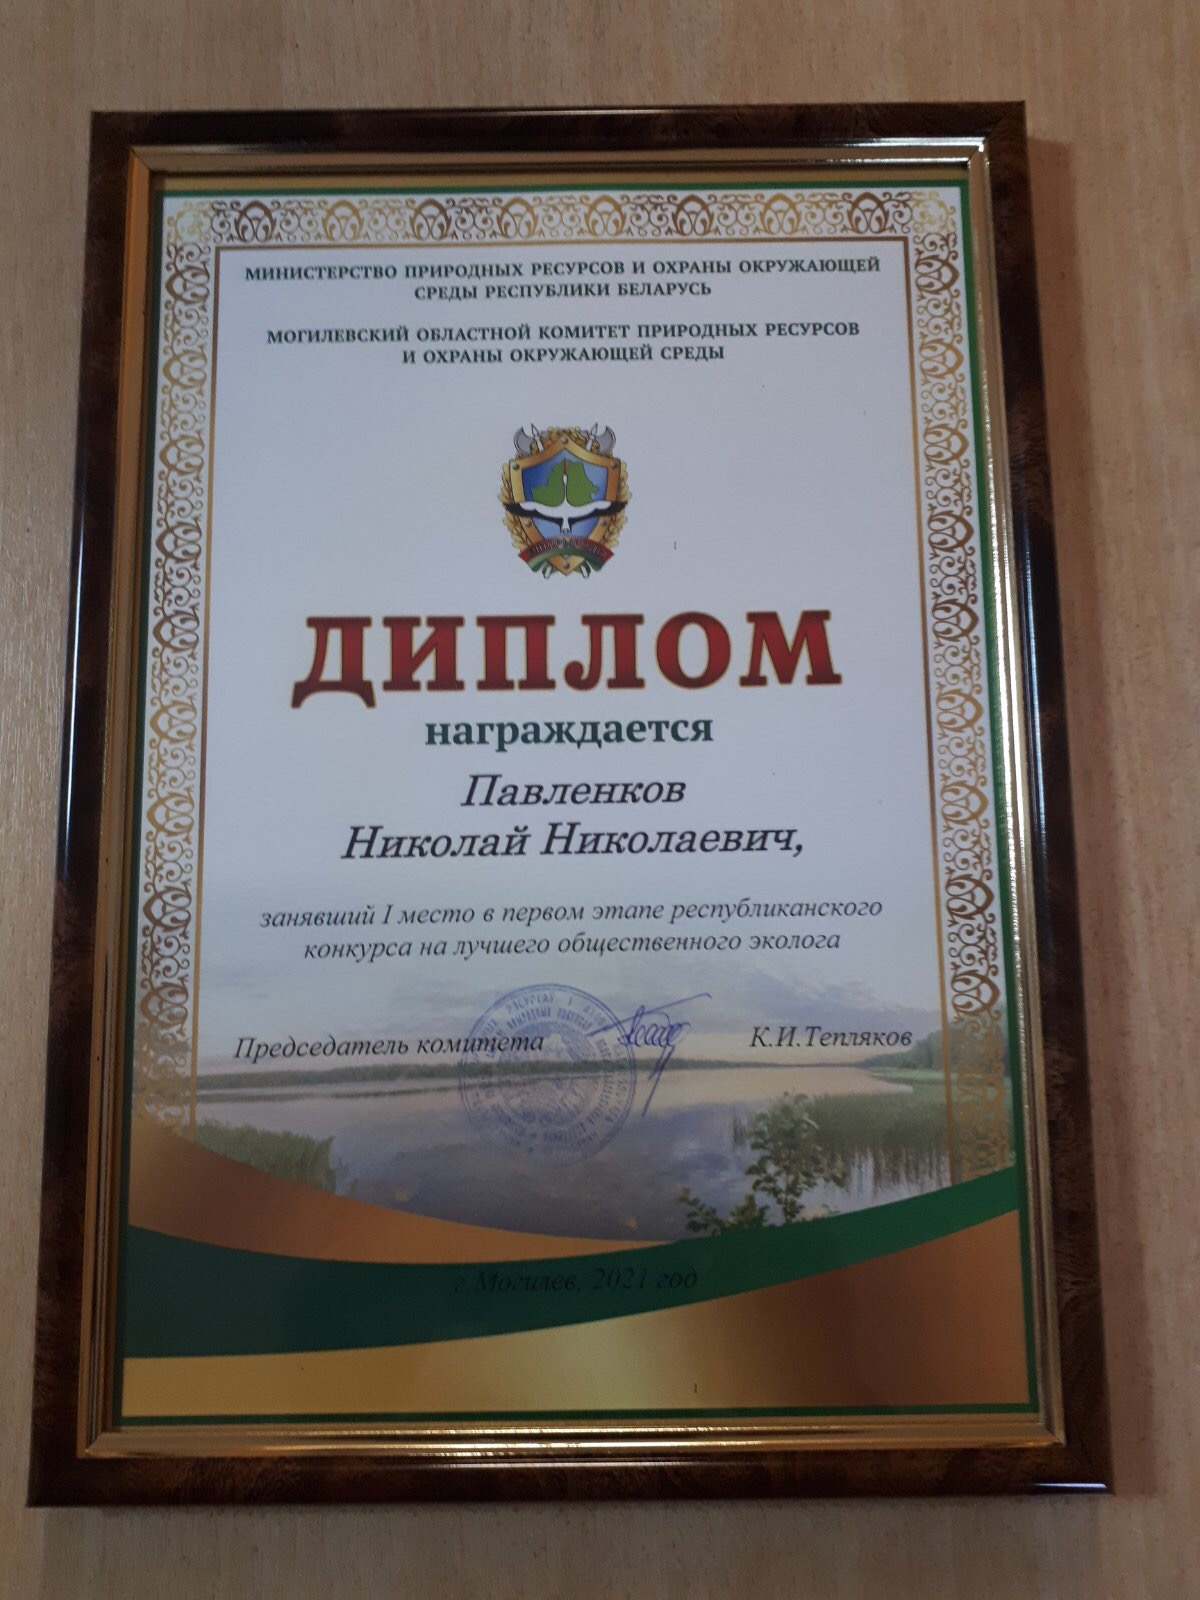 МИНИСТЕРСТВО ПРИРОДНЫХ РЕСУРСОВ И ОХРАНЫ ОКРУЖАЮЩЕЙ
СРЕДЫ РЕСПУБЛИКИ БЕЛАРУСЬ
МОГИЛЕВСКИЙ ОБЛАСТНОЙ КОМИТЕТ ПРИРОДНЫХ РЕСУРСОВ
И ОХРАНЫ ОКРУЖАЮЩЕЙ СРЕДЫ
ДИПЛОМ
награждается
Павленков
Николай Николаевич,
занявший I место в первом этапе республиканского
конкурса на лучшего общественного эколога
Председатель комитета К.И.Тепляков
г.Могилев, 2021 год